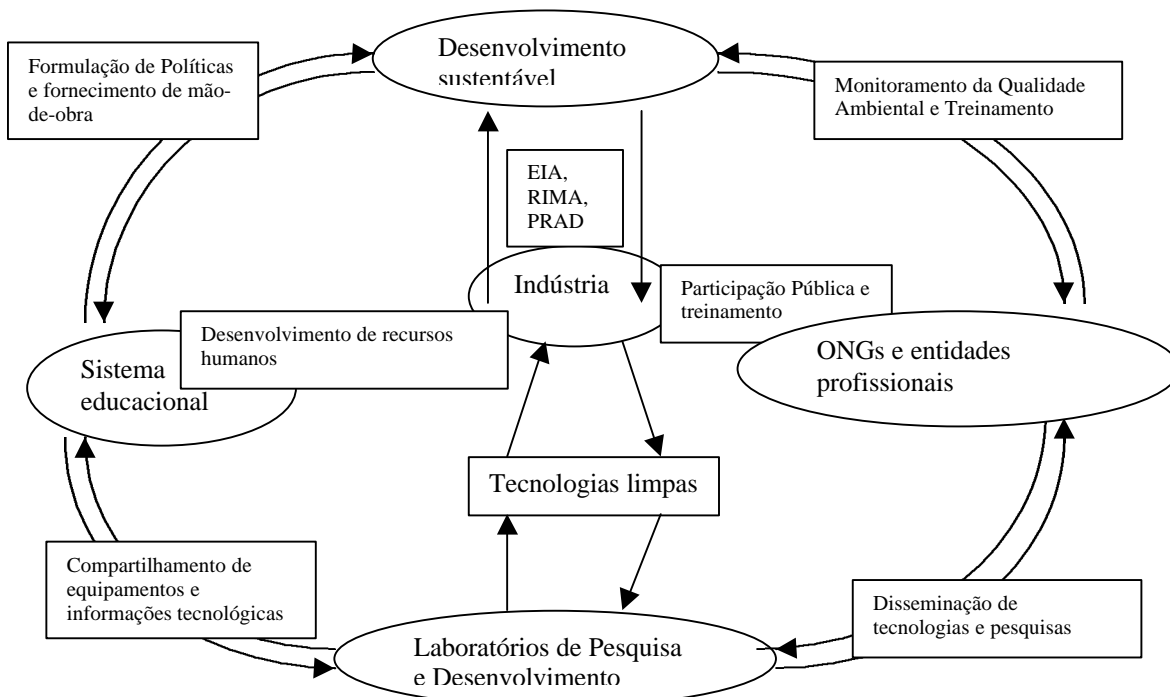 Desenvolvimento
sustentável
Formulação de Políticas
e fornecimento de mão-
de-obra
Monitoramento da Qualidade
Ambiental e Treinamento
EIA,
RIMA,
PRAD
Indústria
Participação Pública e
treinamento
Desenvolvimento de recursos
humanos
Sistema
educacional
ONGs e entidades
profissionais
Tecnologias limpas
Compartilhamento de
equipamentos e
informações tecnológicas
Disseminação de
tecnologias e pesquisas
Laboratórios de Pesquisa
e Desenvolvimento